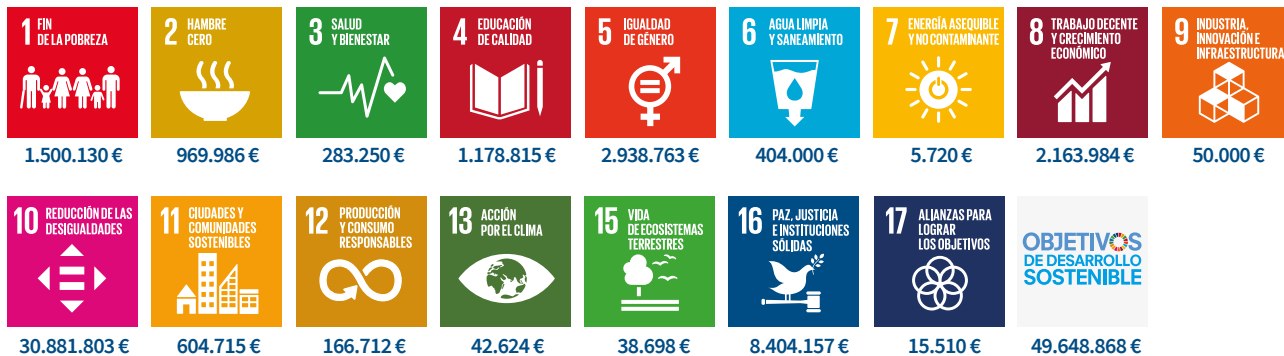 1 FIN
DE LA POBREZA
2 HAMBRE
CERO
3 SALUD
Y BIENESTAR
4 EDUCACIÓN
DE CALIDAD
5 IGUALDAD
DE GÉNERO
6 AGUA LIMPIA
Y SANEAMIENTO
7 ENERGÍA ASEQUIBLE
Y NO CONTAMINANTE
8 TRABAJO DECENTE
Y CRECIMIENTO
ECONÓMICO
9 INDUSTRIA,
INNOVACIÓN E
INFRAESTRUCTURA
1.500.130 €
969.986 €
283.250 €
1.178.815 €
2.938.763 €
404.000 €
5.720 €
2.163.984 €
50.000 €
10 REDUCCIÓN DE LAS
DESIGUALDADES
11 CIUDADES Y
COMUNIDADES
SOSTENIBLES
12 PRODUCCIÓN
Y CONSUMO
RESPONSABLES
13 ACCIÓN
POR EL CLIMA
15 VIDA
DE ECOSISTEMAS
TERRESTRES
16 PAZ, JUSTICIA
E INSTITUCIONES
SÓLIDAS
17 ALIANZAS PARA
LOGRAR
LOS OBJETIVOS
OBJETIVOS
DE DESARROLLO
SOSTENIBLE
30.881.803 €
604.715 €
166.712 €
42.624 €
38.698 €
8.404.157 €
15.510 €
49.648.868 €